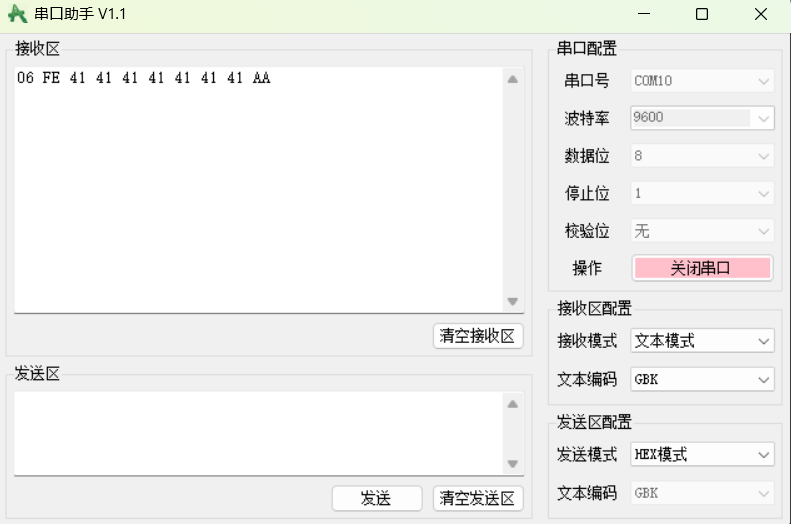 串口助手 V1.1
接收区
06 FE 41 41 41 41 41 41 41 AA
清空接收区
发送区
发送
清空发送区
串口配置
串口号 COM10
波特率 9600
数据位 8
停止位 1
校验位 无
操作 关闭串口
接收区配置
接收模式 文本模式
文本编码 GBK
发送区配置
发送模式 HEX模式
文本编码 GBK